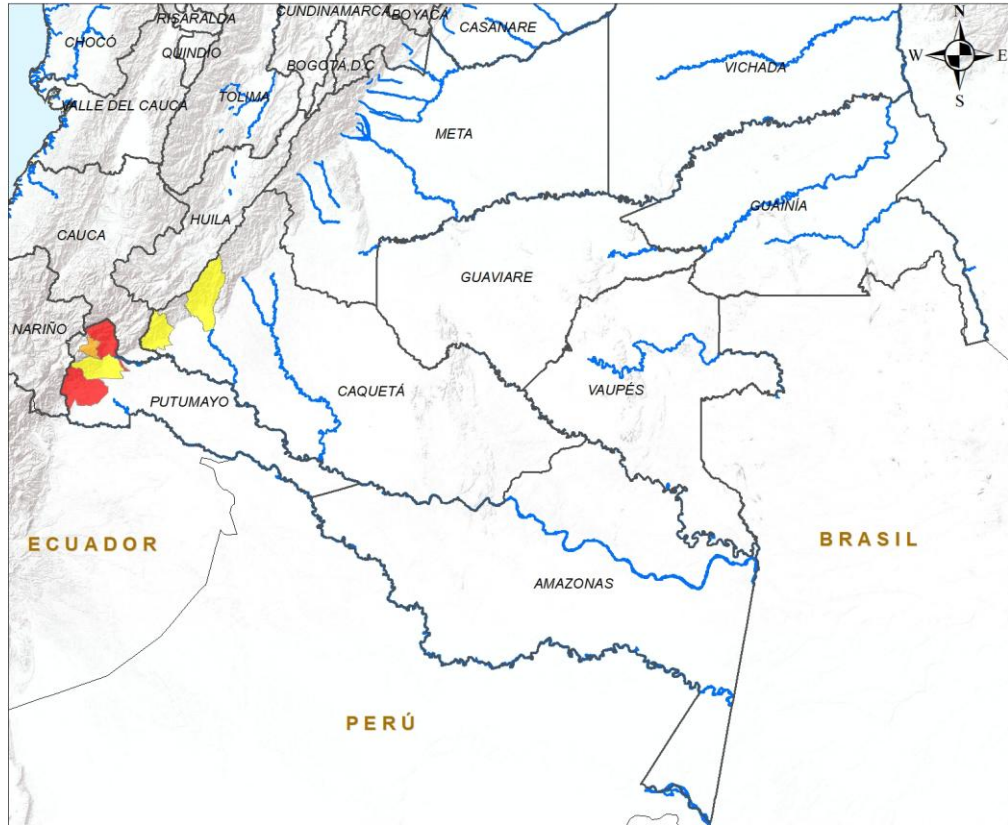 RISARALDA
CUNDINAMARCA
BOYACÁ
CASANARE
N
CHOCÓ
QUINDÍO
BOGOTÁ D.C
W
E
VICHADA
S
VALLE DEL CAUCA
TOLIMA
META
GUAINÍA
HUILA
CAUCA
GUAVIARE
NARIÑO
CAQUETÁ
VAUPÉS
PUTUMAYO
ECUADOR
BRASIL
AMAZONAS
PERÚ